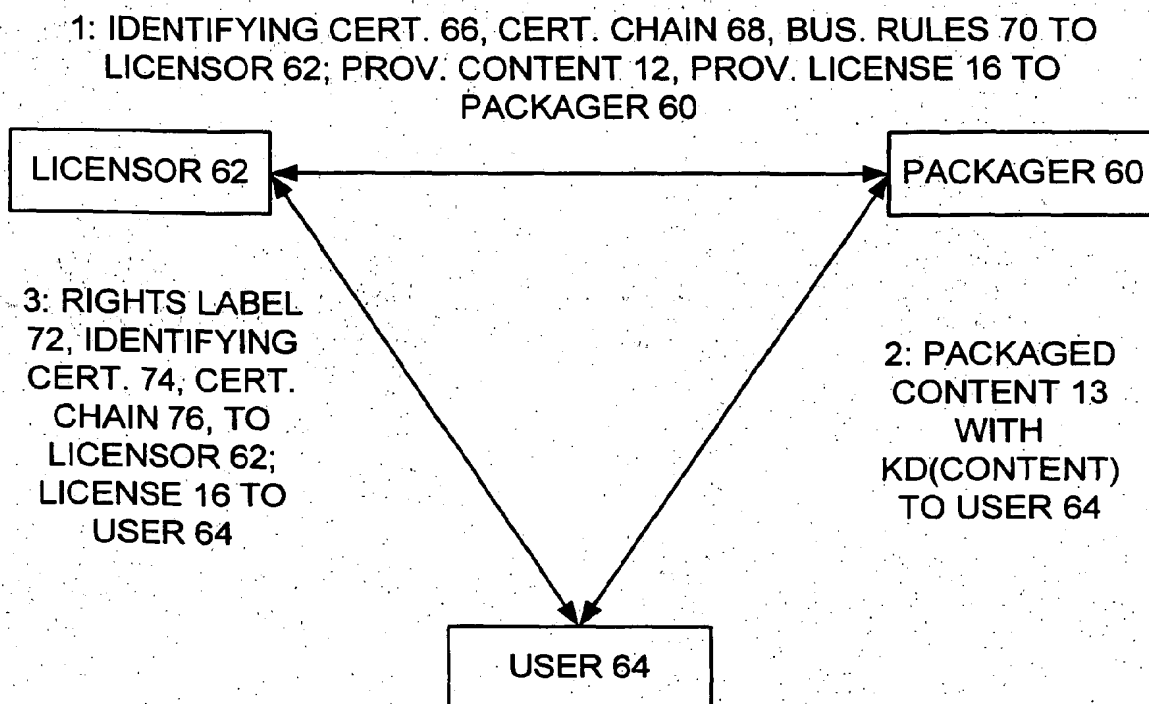 1: IDENTIFYING CERT. 66, CERT. CHAIN 68, BUS. RULES 70 TO
LICENSOR 62; PROV. CONTENT 12, PROV. LICENSE 16 TO
PACKAGER 60
LICENSOR 62
PACKAGER 60
3: RIGHTS LABEL
72, IDENTIFYING
CERT. 74, CERT.
CHAIN 76, TO
LICENSOR 62;
LICENSE 16 TO
USER 64
2: PACKAGED
CONTENT 13
WITH
KD(CONTENT)
TO USER 64
USER 64